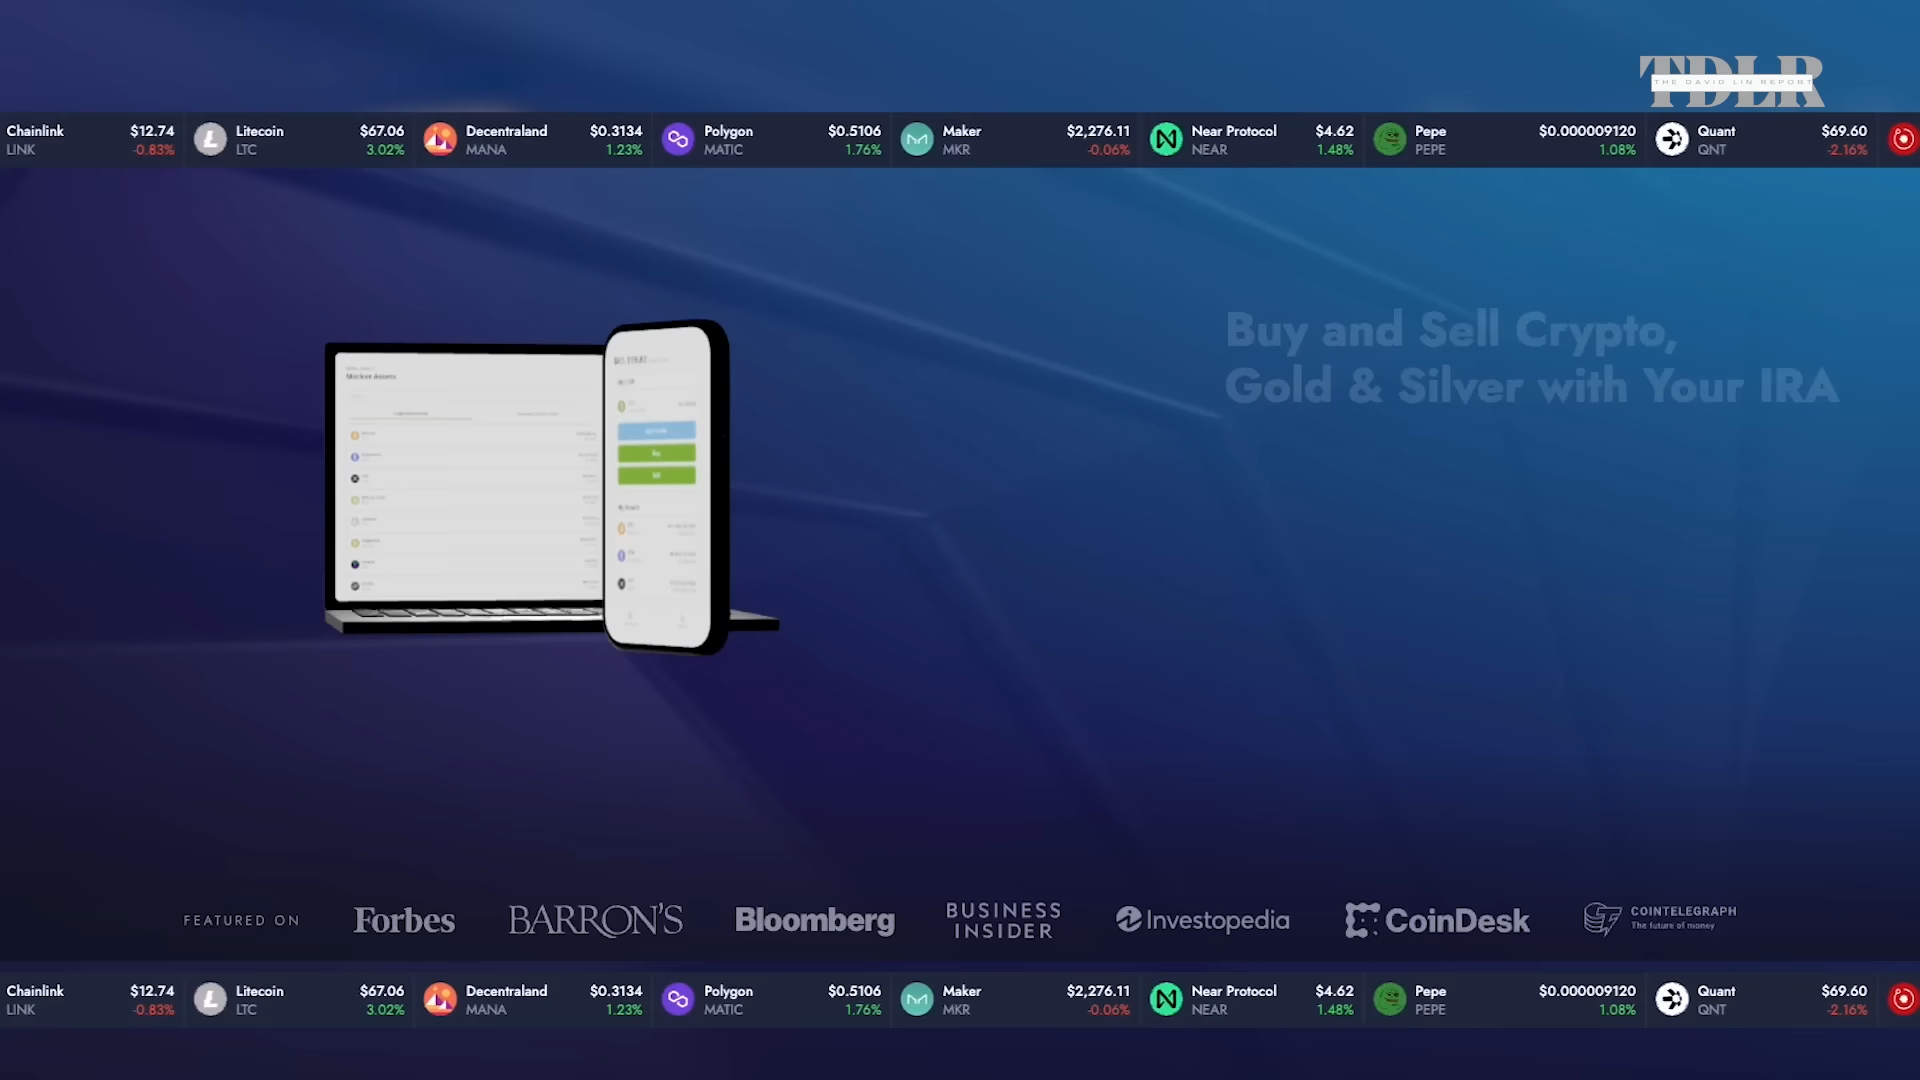 TDLR
THE DAVID LIN REPORT
Chainlink $12.74 Litecoin $67.06 Decentraland $0.3134 Polygon $0.5106 Maker $2,276.11 Near Protocol $4.62 Pepe $0.000009120 Quant $69.60
LINK -0.83% LTC 3.02% MANA 1.23% MATIC 1.76% MKR -0.06% NEAR 1.48% PEPE 1.08% QNT -2.16%
Buy and Sell Crypto,
Gold & Silver with Your IRA
Market Assets
FEATURED ON Forbes BARRON'S Bloomberg BUSINESS INSIDER Investopedia CoinDesk COINTELEGRAPH
The future of money
Chainlink $12.74 Litecoin $67.06 Decentraland $0.3134 Polygon $0.5106 Maker $2,276.11 Near Protocol $4.62 Pepe $0.000009120 Quant $69.60
LINK -0.83% LTC 3.02% MANA 1.23% MATIC 1.76% MKR -0.06% NEAR 1.48% PEPE 1.08% QNT -2.16%